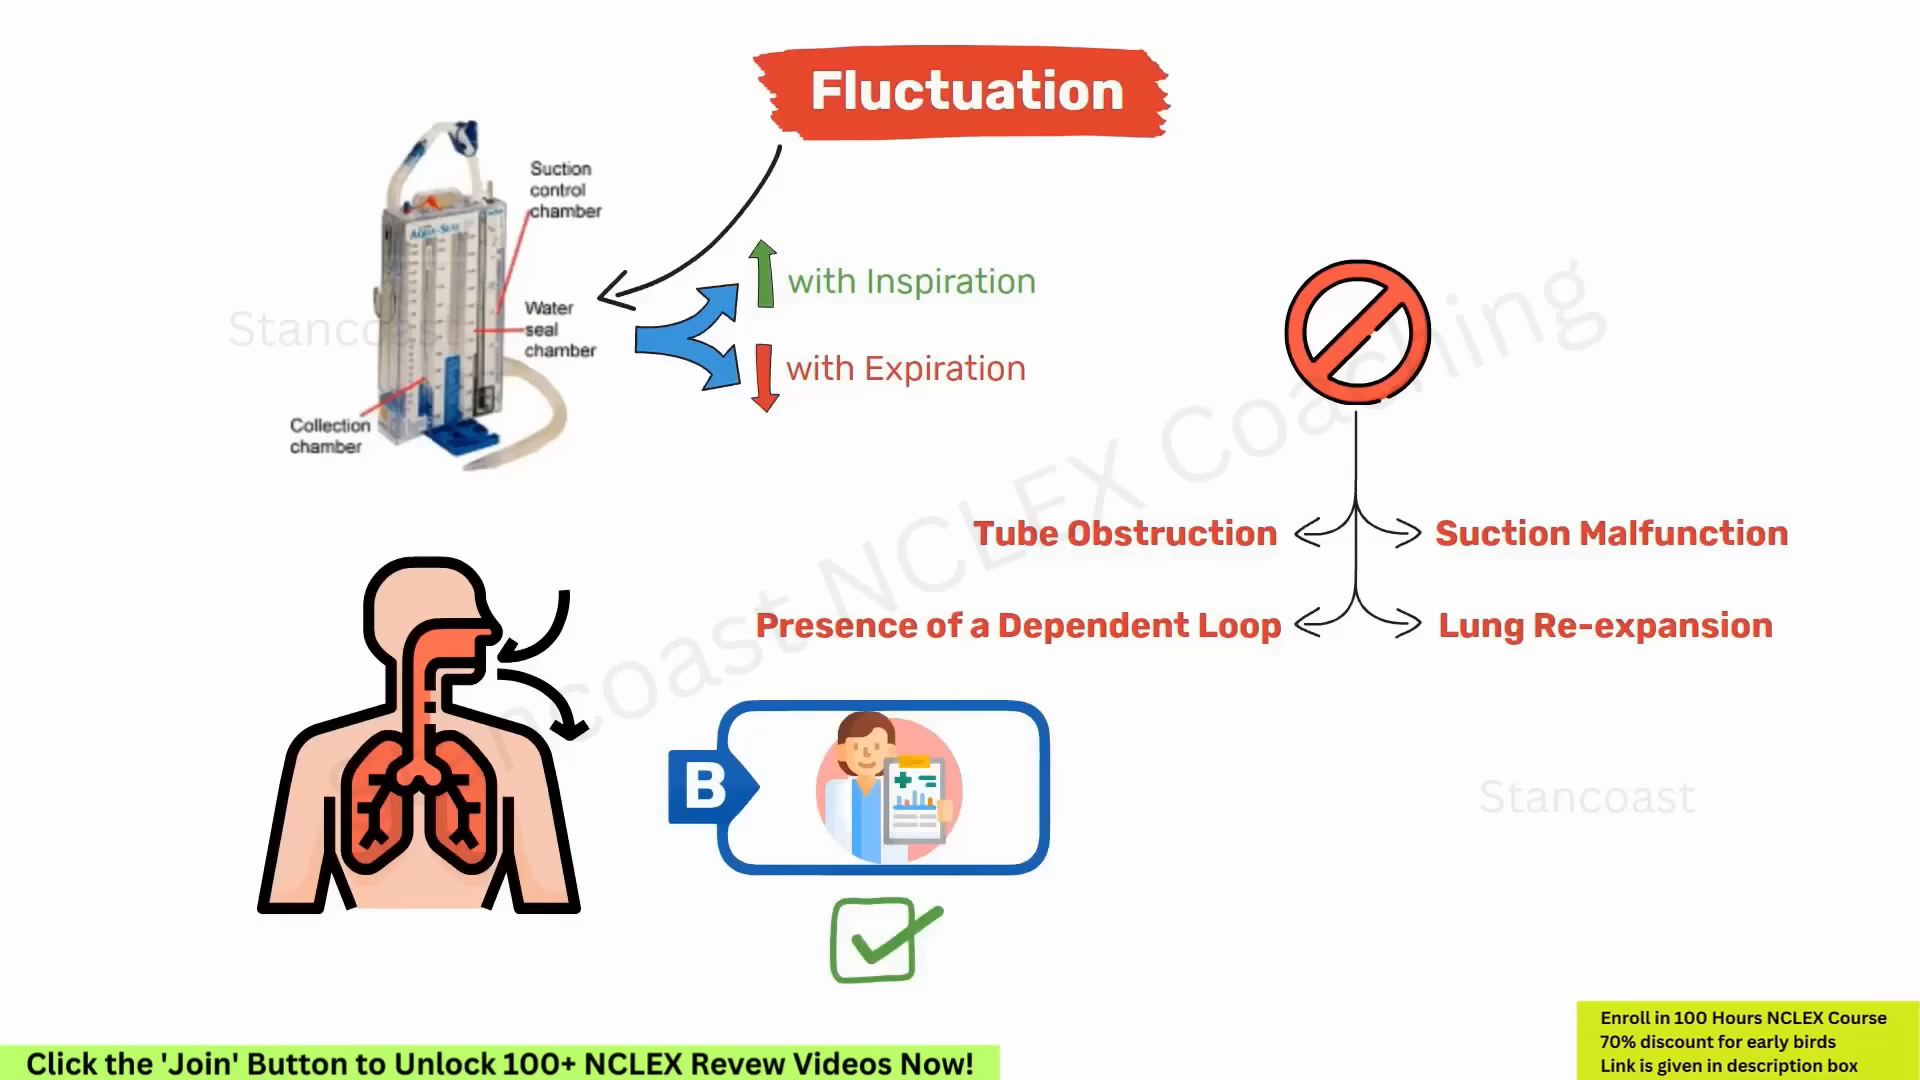 Fluctuation
Suction
control
chamber
Water
seal
chamber
Collection
chamber
AQUA-SEAL
with Inspiration
with Expiration
Tube Obstruction
Suction Malfunction
Presence of a Dependent Loop
Lung Re-expansion
B
Stancoast
Stancoast NCLEX Coaching
Stancoast
Click the 'Join' Button to Unlock 100+ NCLEX Revew Videos Now!
Enroll in 100 Hours NCLEX Course
70% discount for early birds
Link is given in description box